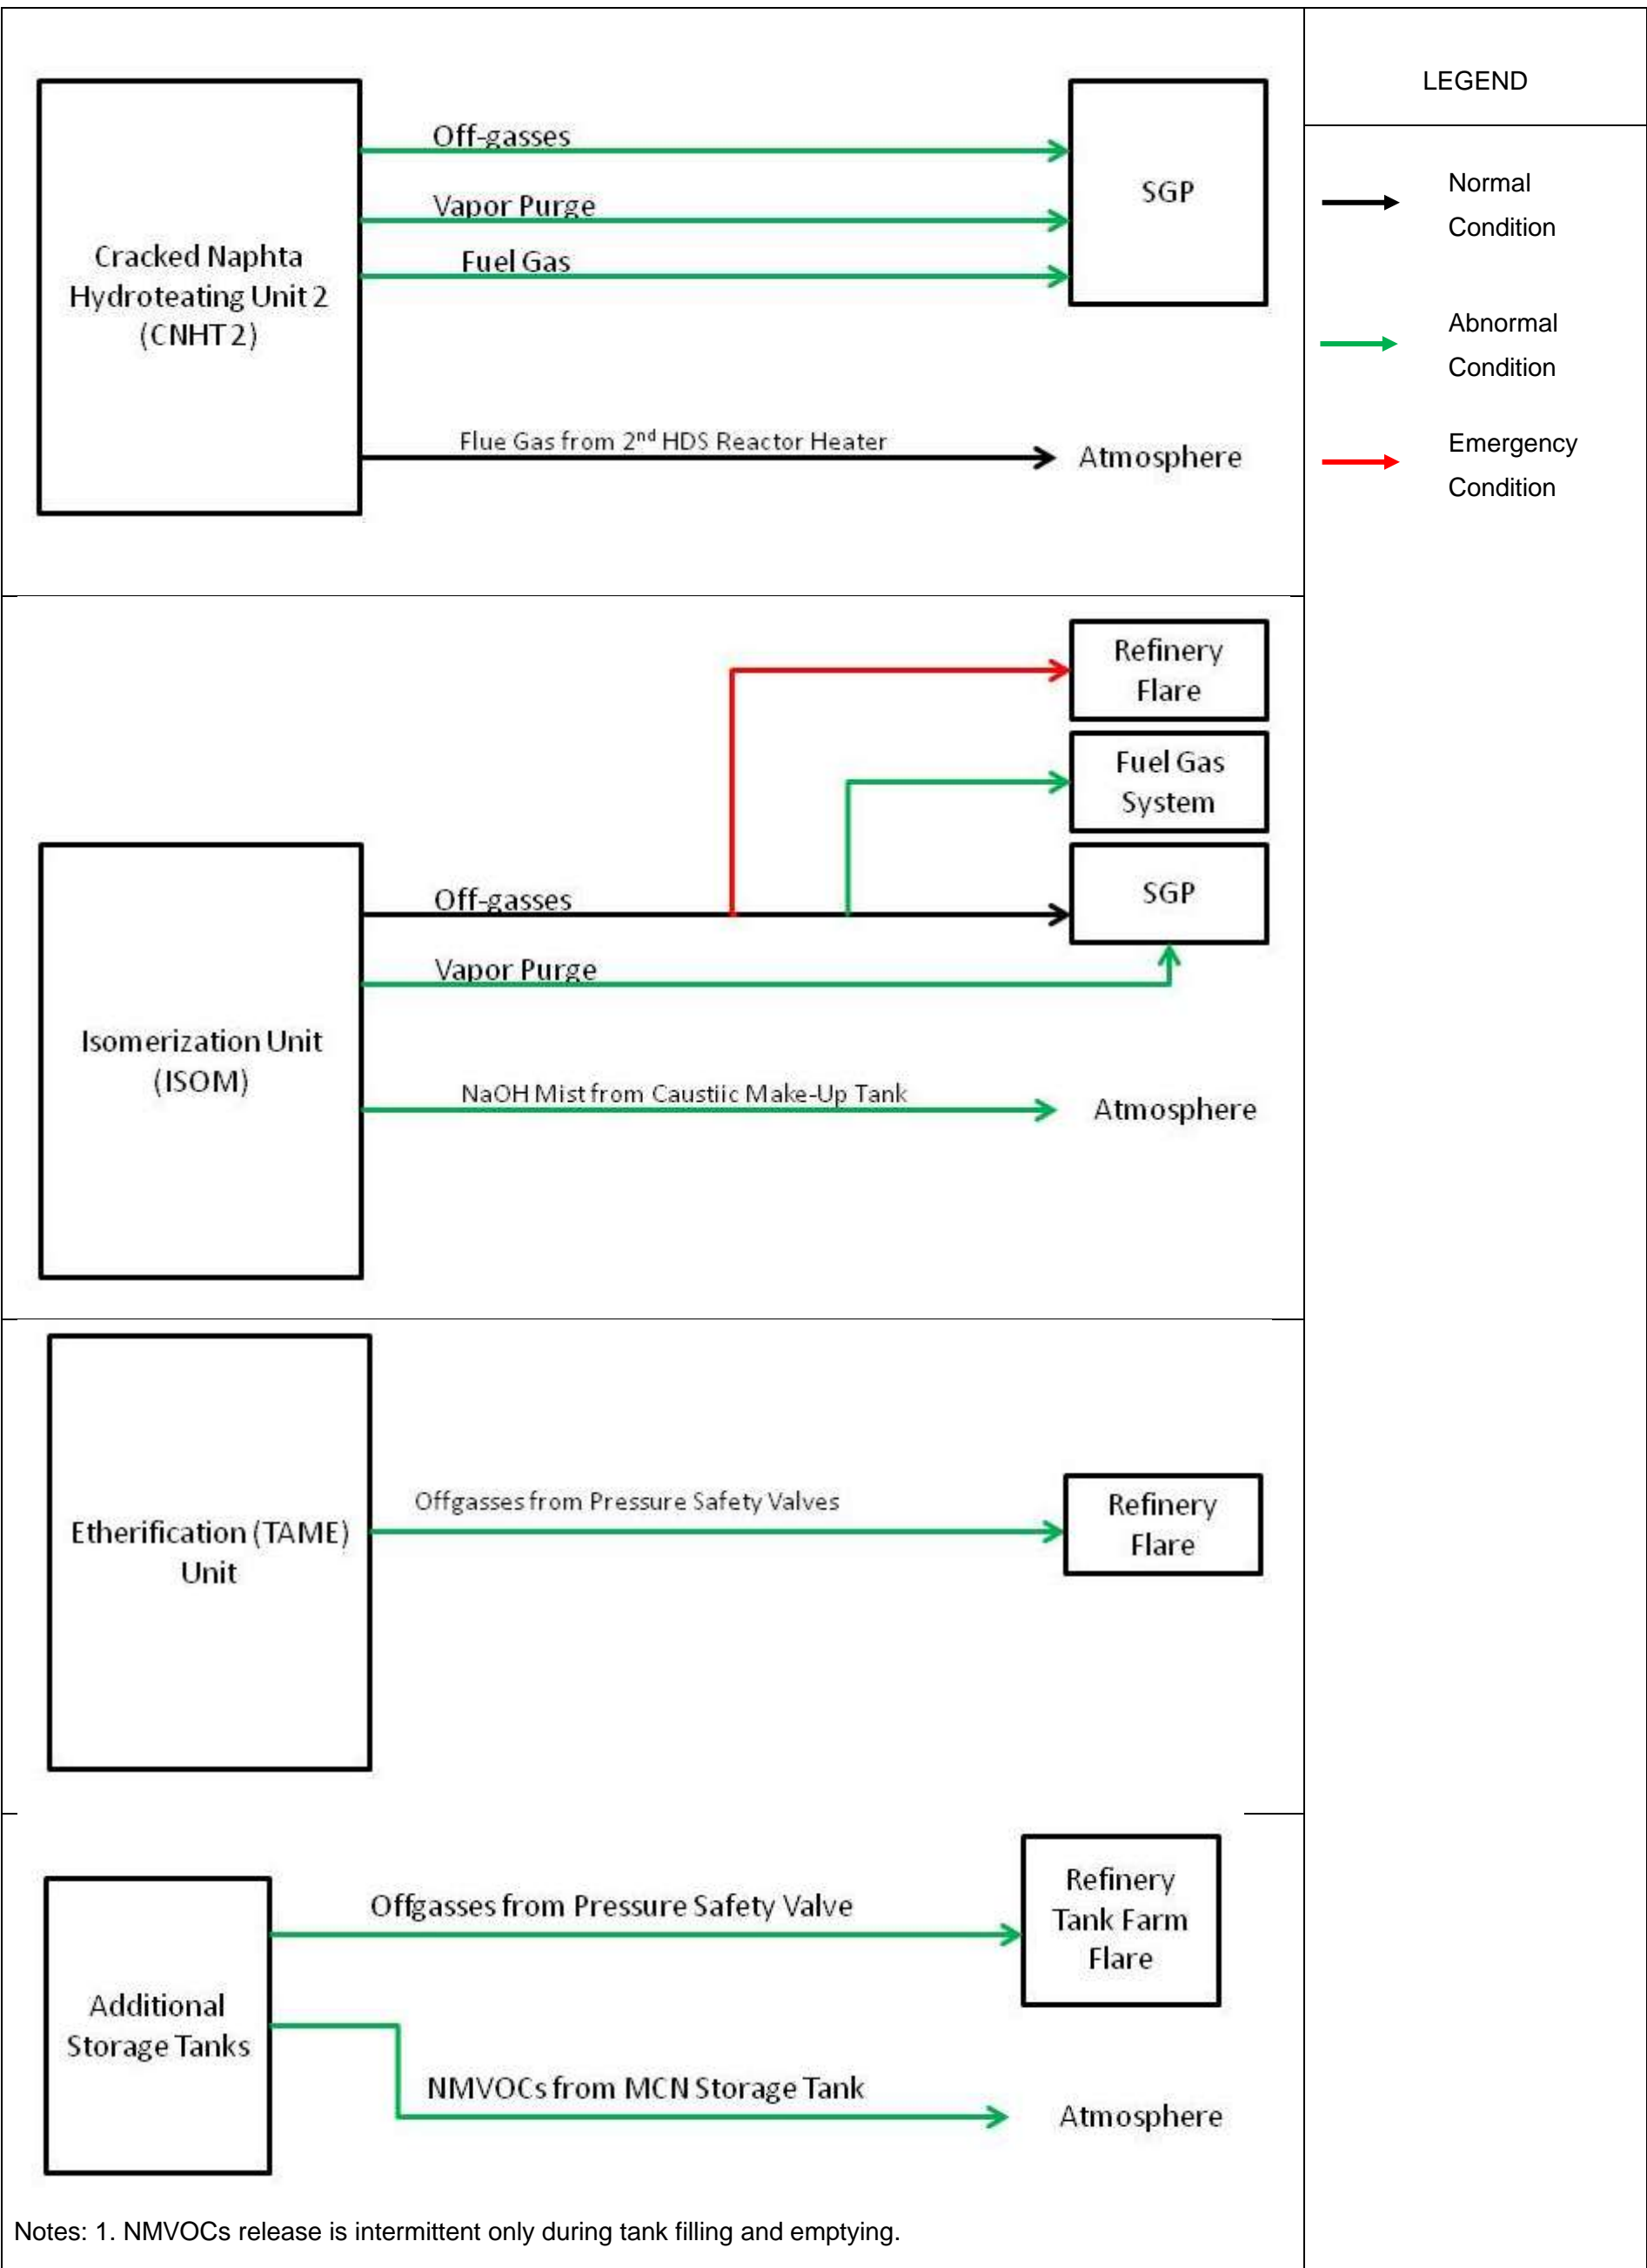 LEGEND
Normal
Condition
Abnormal
Condition
Emergency
Condition
Cracked Naphta
Hydroteating Unit 2
(CNHT 2)
Off-gasses
Vapor Purge
Fuel Gas
SGP
Flue Gas from 2nd HDS Reactor Heater
Atmosphere
Isomerization Unit
(ISOM)
Refinery
Flare
Fuel Gas
System
Off-gasses
SGP
Vapor Purge
NaOH Mist from Caustiic Make-Up Tank
Atmosphere
Etherification (TAME)
Unit
Offgasses from Pressure Safety Valves
Refinery
Flare
Additional
Storage Tanks
Offgasses from Pressure Safety Valve
Refinery
Tank Farm
Flare
NMVOCs from MCN Storage Tank
Atmosphere
Notes: 1. NMVOCs release is intermittent only during tank filling and emptying.